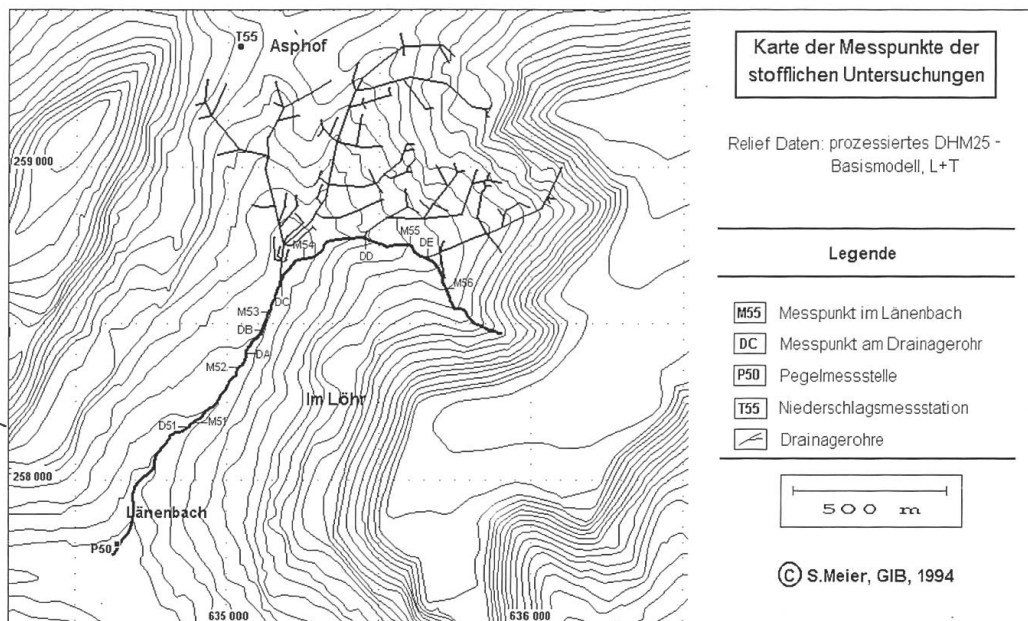 T55
Asphof
259 000
M55
DE
M54
DD
M56
DC
M53
DB
DA
M52
Im Löhr
M51
D51
258 000
Länenbach
P50
635 000
636 000
Karte der Messpunkte der
stofflichen Untersuchungen
Relief Daten: prozessiertes DHM25 -
Basismodell, L+T
Legende
M55 Messpunkt im Länenbach
DC Messpunkt am Drainagerohr
P50 Pegelmessstelle
T55 Niederschlagsmessstation
Drainagerohre
500 m
© S.Meier, GIB, 1994